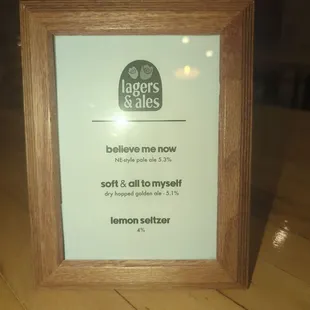 lagers
& ales
believe me now
NE-style pale ale 5.3%
soft & all to myself
dry hopped golden ale - 5.1%
lemon seltzer
4%